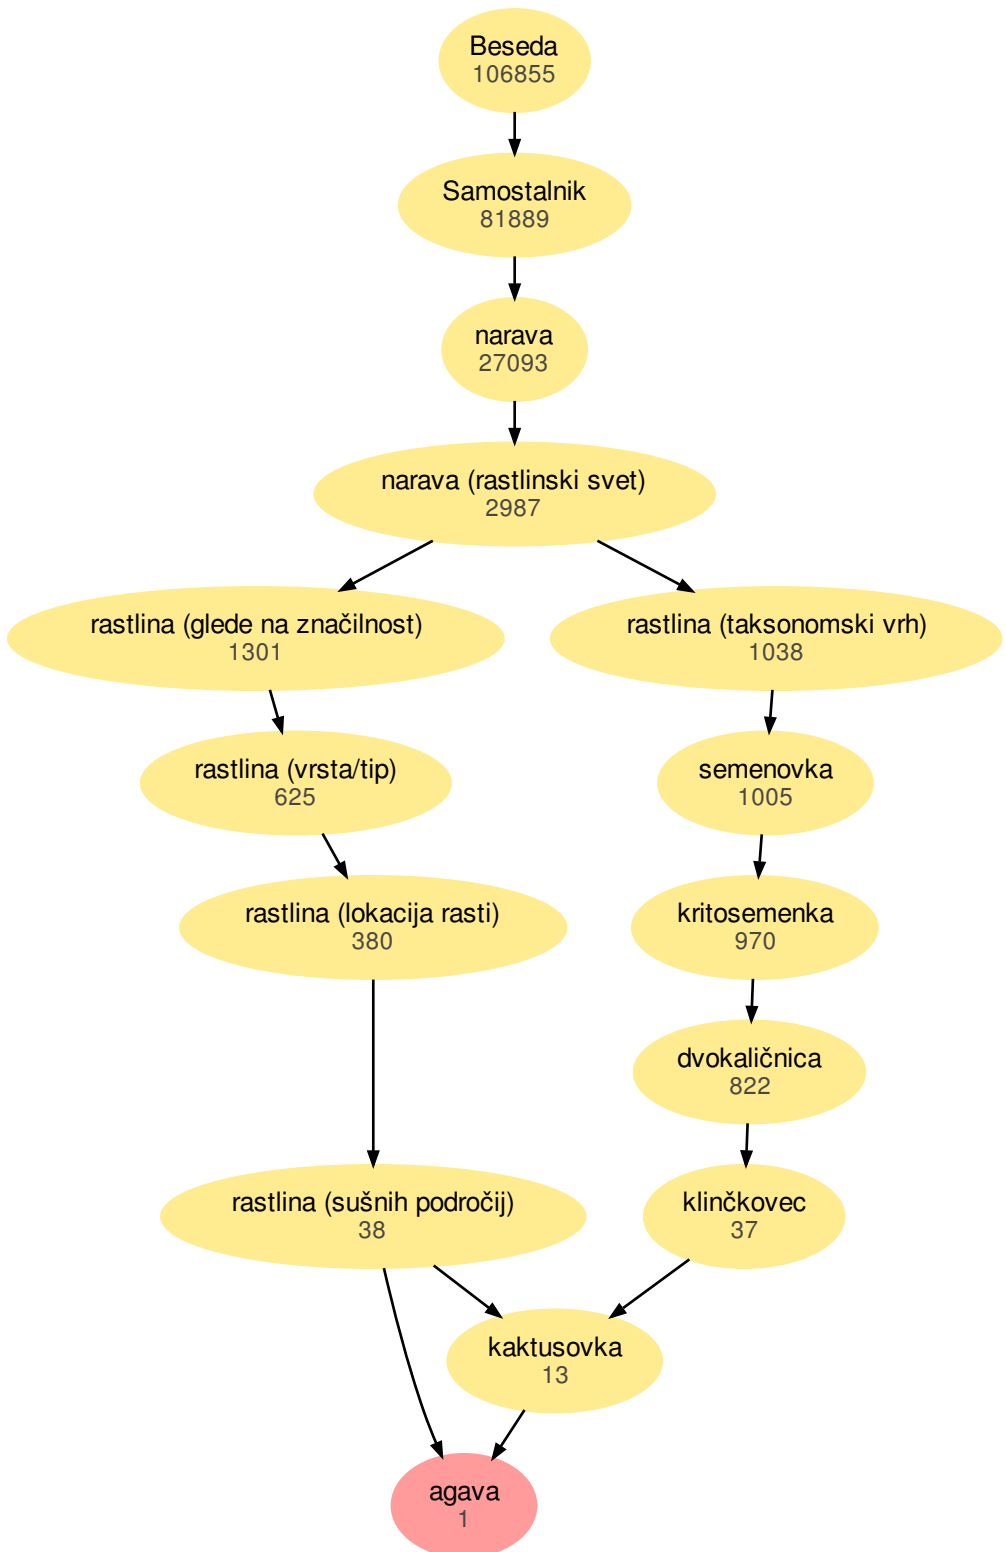 Beseda
106855
Samostalnik
81889
narava
27093
narava (rastlinski svet)
2987
rastlina (glede na značilnost)
1301
rastlina (taksonomski vrh)
1038
rastlina (vrsta/tip)
625
semenovka
1005
rastlina (lokacija rasti)
380
kritosemenka
970
dvokaličnica
822
rastlina (sušnih področij)
38
klinčkovec
37
kaktusovka
13
agava
1